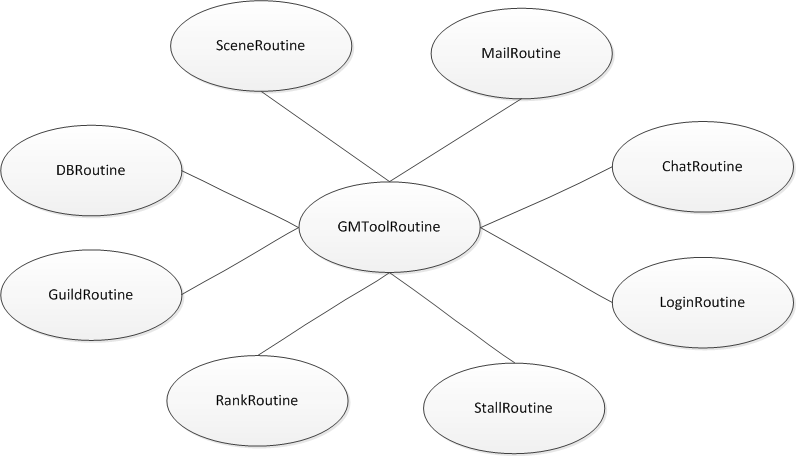 SceneRoutine
MailRoutine
DBRoutine
ChatRoutine
GMToolRoutine
GuildRoutine
LoginRoutine
RankRoutine
StallRoutine